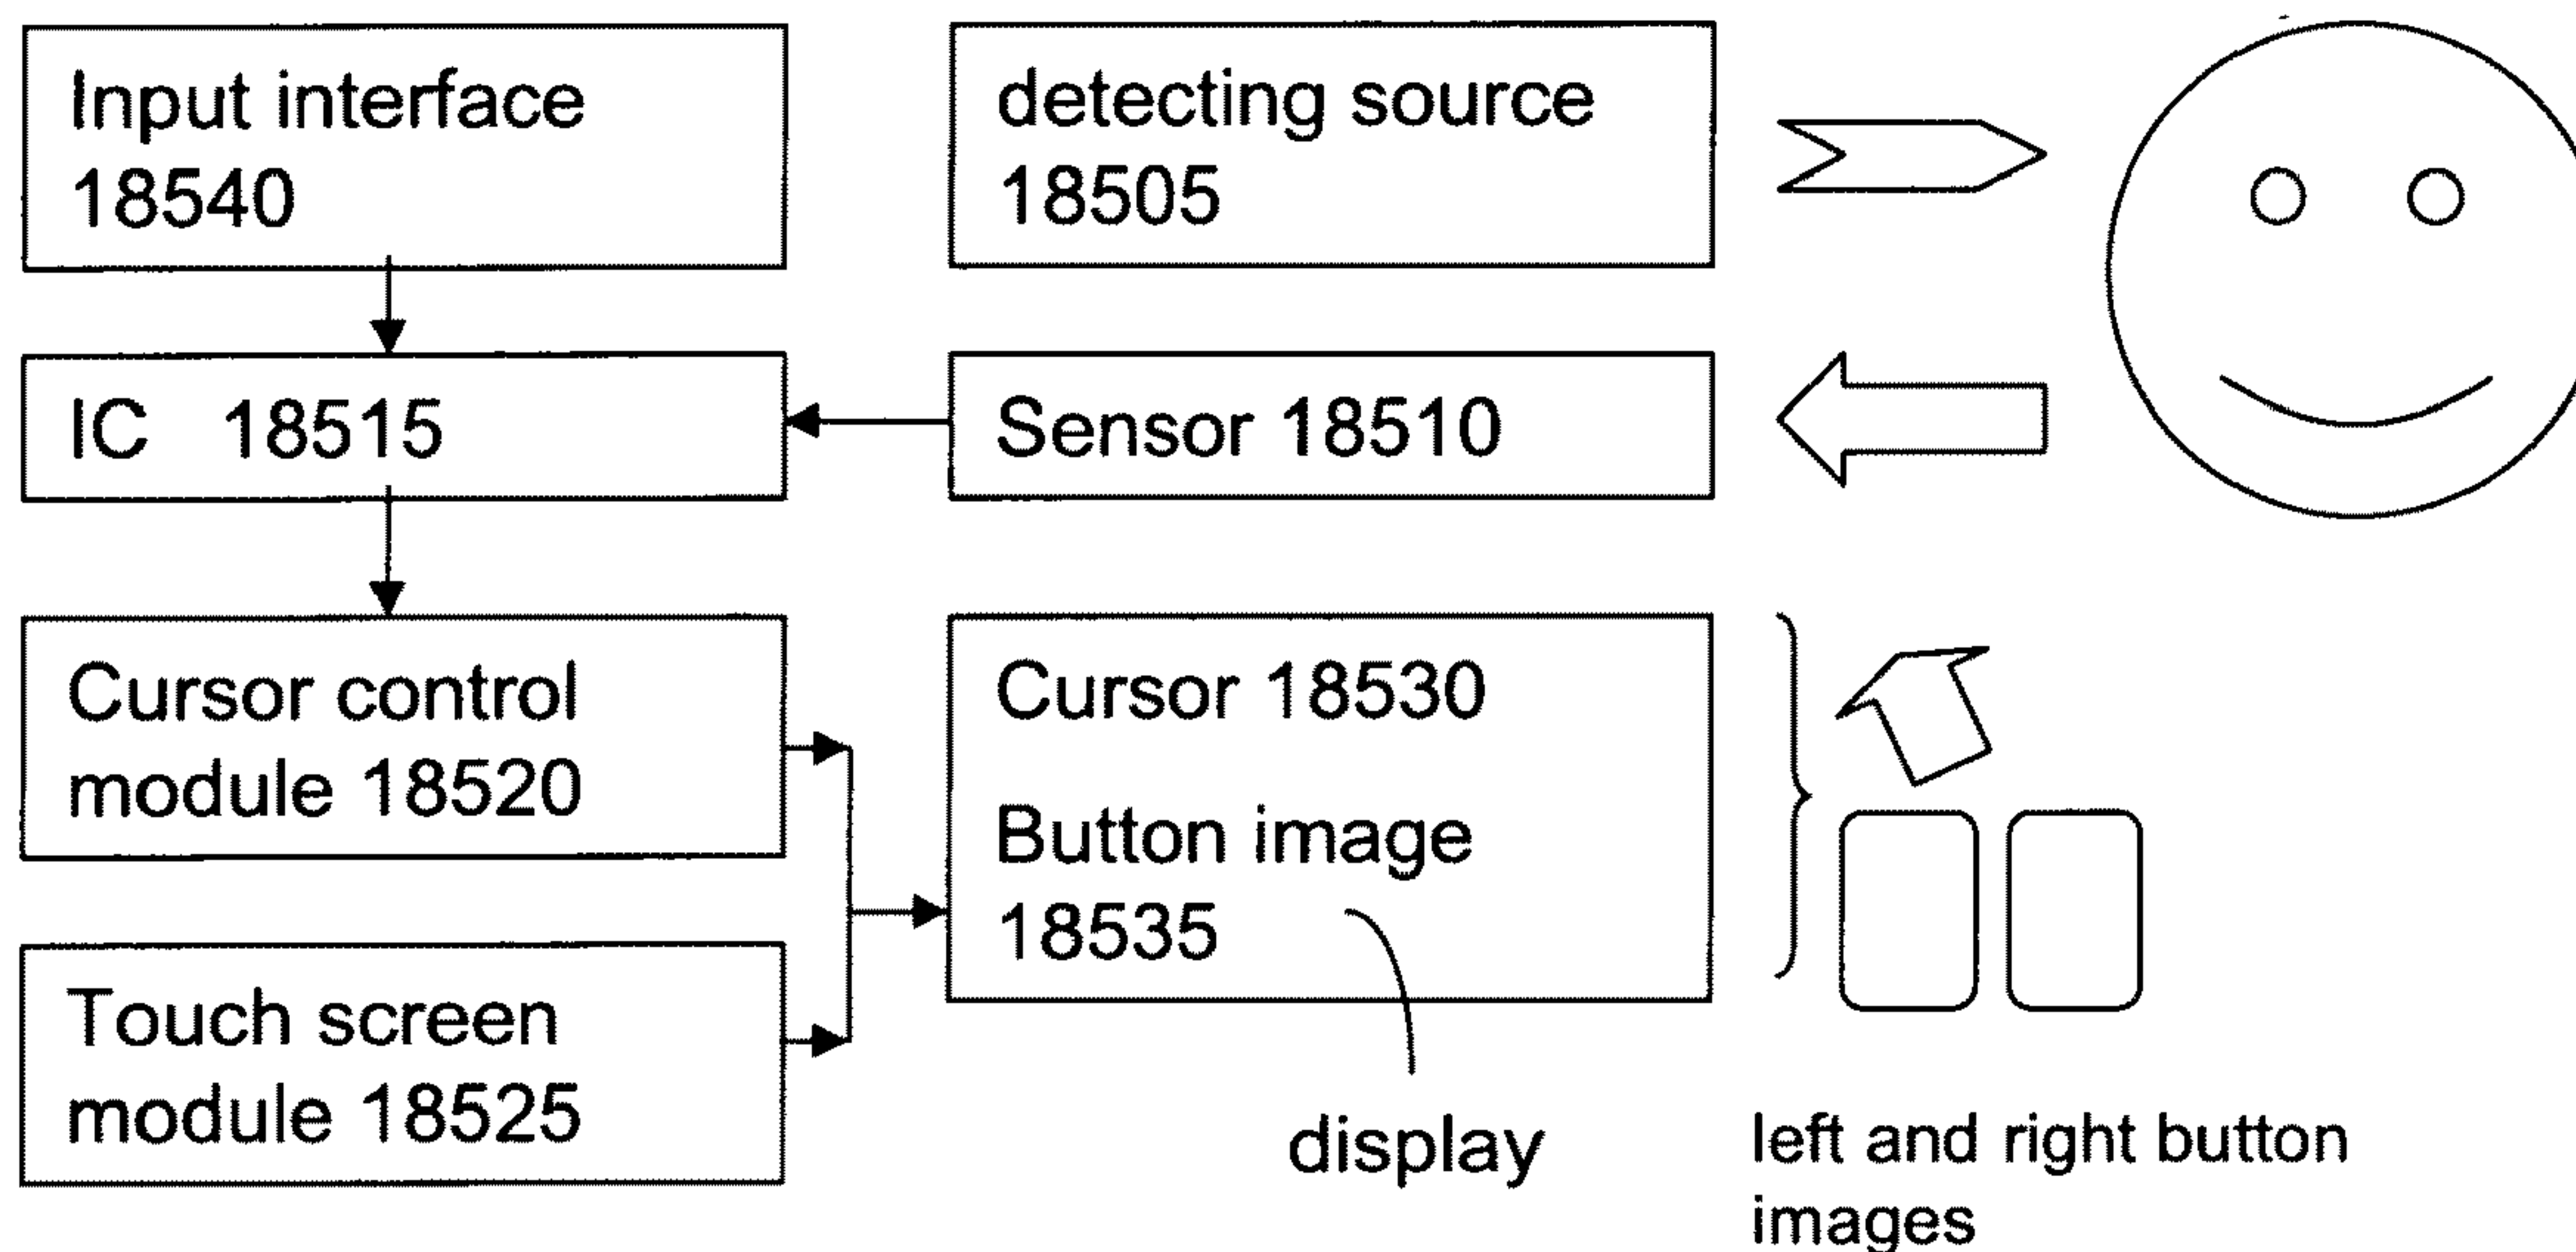 Input interface
18540
detecting source
18505
IC 18515
Sensor 18510
Cursor control
module 18520
Cursor 18530
Button image
18535
Touch screen
module 18525
display
left and right button
images